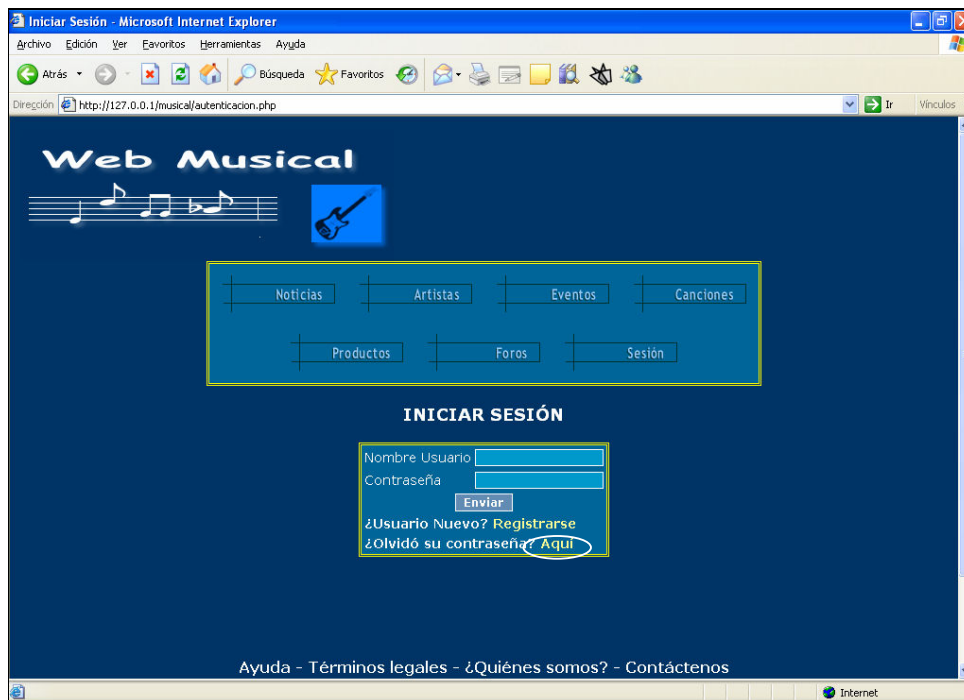 Iniciar Sesión - Microsoft Internet Explorer
Archivo Edición Ver Favoritos Herramientas Ayuda
Atrás Búsqueda Favoritos
Dirección http://127.0.0.1/musical/autenticacion.php Ir Vínculos
Web Musical
Noticias Artistas Eventos Canciones
Productos Foros Sesión
INICIAR SESIÓN
Nombre Usuario
Contraseña
Enviar
¿Usuario Nuevo? Registrarse
¿Olvidó su contraseña? Aquí
Ayuda - Términos legales - ¿Quiénes somos? - Contáctenos
Internet